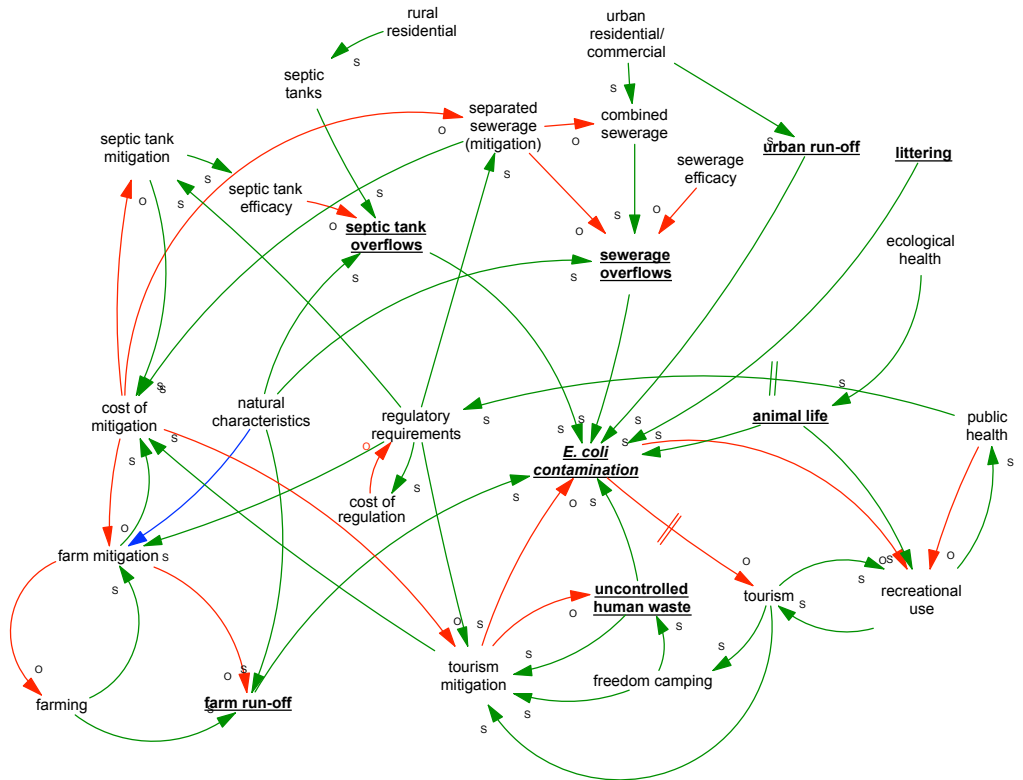 rural
residential
urban
residential/
commercial
S
septic
tanks
S
separated
sewerage
(mitigation)
O
O
combined
sewerage
S
urban run-off
littering
septic tank
mitigation
S
sewerage
efficacy
S
septic tank
efficacy
S
S
O
S
O
septic tank
overflows
S
O
O
sewerage
overflows
S
ecological
health
S
S
S
S
cost of
mitigation
natural
characteristics
regulatory
requirements
S
animal life
public
health
S
S
S
S
S
S
E. coli
contamination
O
S
S
cost of
regulation
S
O
S
S
O
farm mitigation
S
S
O
O
S
S
O
uncontrolled
human waste
tourism
recreational
use
O
O
S
S
S
S
O
S
tourism
mitigation
S
freedom camping
S
S
farming
S
farm run-off
S
S